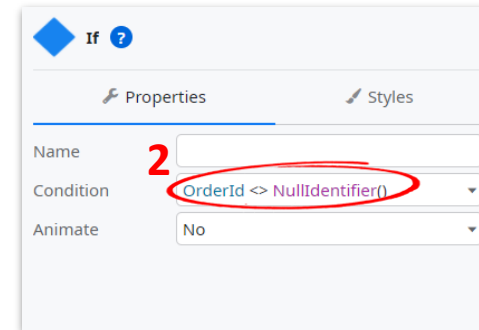 If ?
Properties Styles
Name
2
Condition OrderId <> NullIdentifier()
Animate No